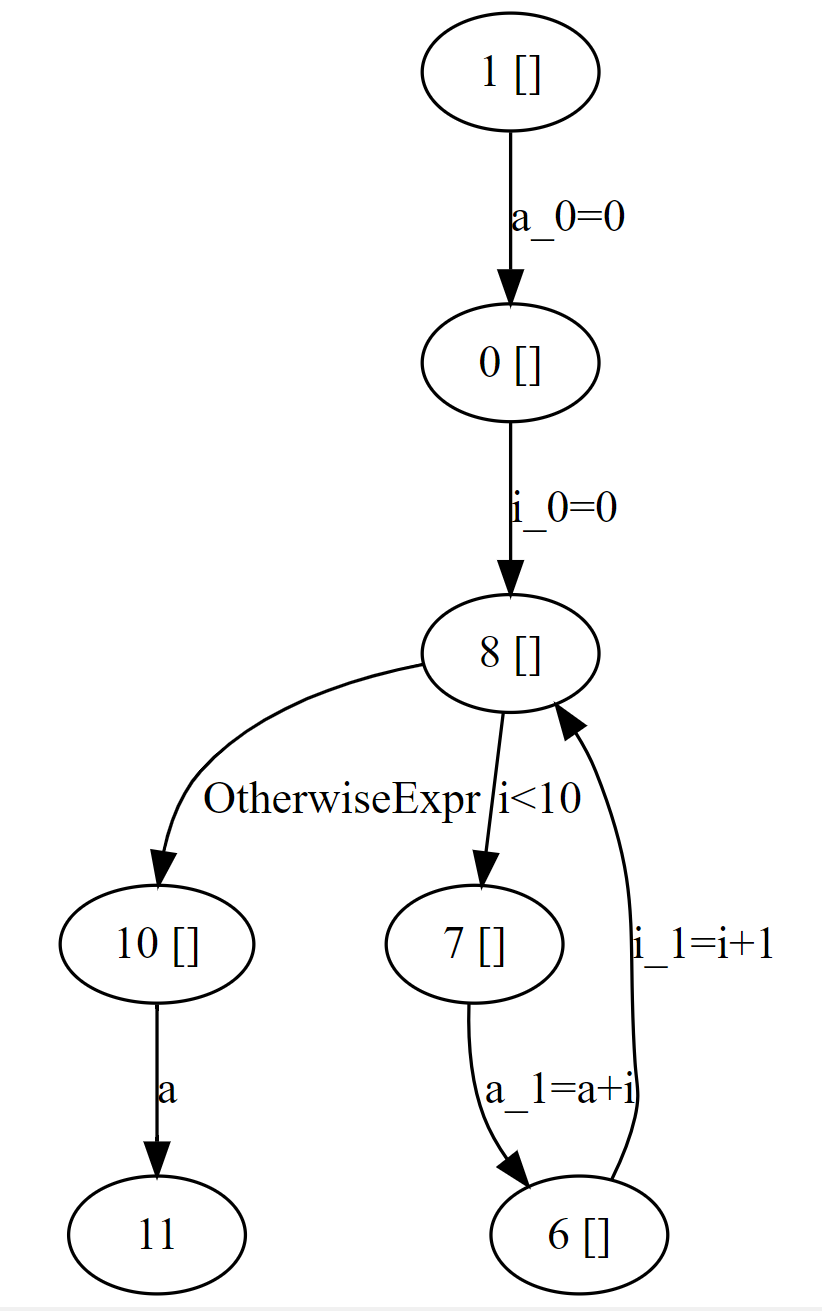 1 []
a_0=0
0 []
i_0=0
8 []
OtherwiseExpr
i<10
10 []
7 []
i_1=i+1
a
a_1=a+i
11
6 []